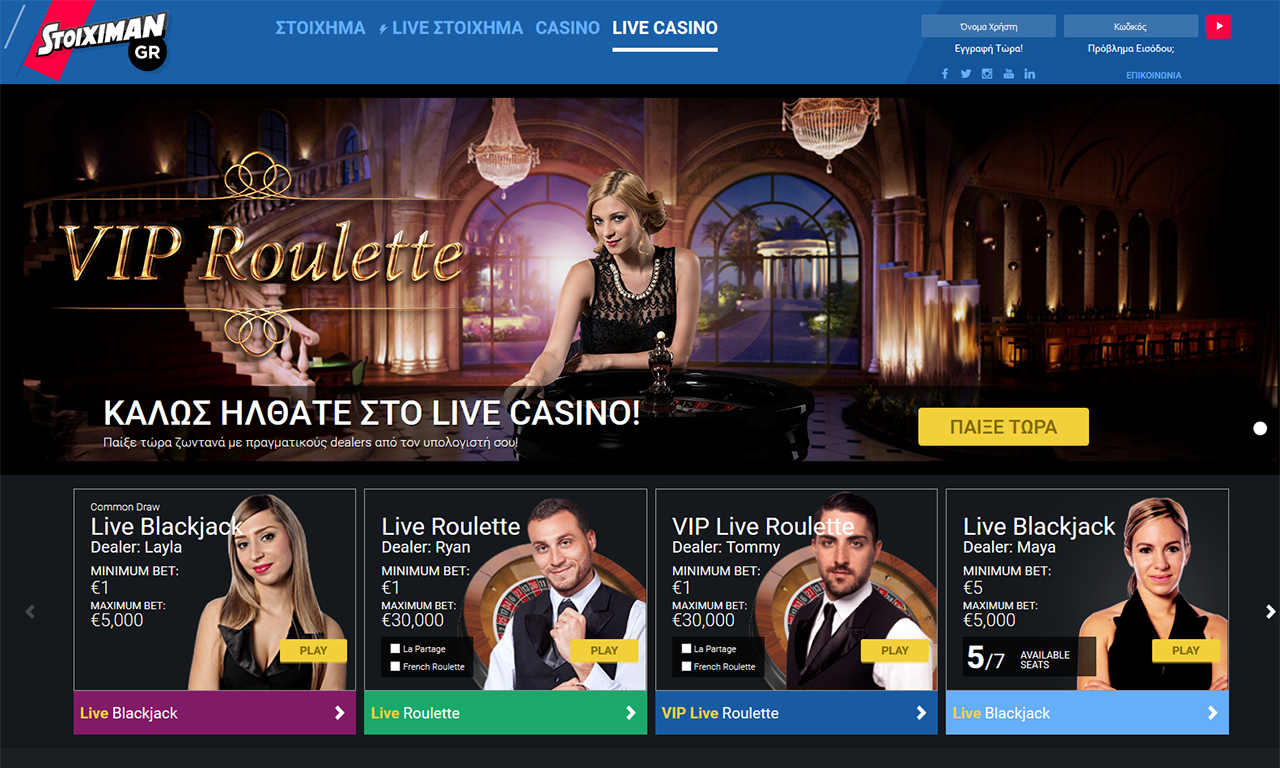 STOIXIMAN
GR
ΣΤΟΙΧΗΜΑ
LIVE ΣΤΟΙΧΗΜΑ
CASINO
LIVE CASINO
Όνομα Χρήστη
Κωδικός
Εγγραφή Τώρα!
Πρόβλημα Εισόδου;
ΕΠΙΚΟΙΝΩΝΙΑ
VIP Roulette
ΚΑΛΩΣ ΗΛΘΑΤΕ ΣΤΟ LIVE CASINO!
Παίξε τώρα ζωντανά με πραγματικούς dealers από τον υπολογιστή σου!
ΠΑΙΞΕ ΤΩΡΑ
Common Draw
Live Blackjack
Dealer: Layla
MINIMUM BET:
€1
MAXIMUM BET:
€5,000
PLAY
Live Blackjack
Live Roulette
Dealer: Ryan
MINIMUM BET:
€1
MAXIMUM BET:
€30,000
La Partage
French Roulette
PLAY
Live Roulette
VIP Live Roulette
Dealer: Tommy
MINIMUM BET:
€1
MAXIMUM BET:
€30,000
La Partage
French Roulette
PLAY
VIP Live Roulette
Live Blackjack
Dealer: Maya
MINIMUM BET:
€5
MAXIMUM BET:
€5,000
5/7
AVAILABLE
SEATS
PLAY
Live Blackjack